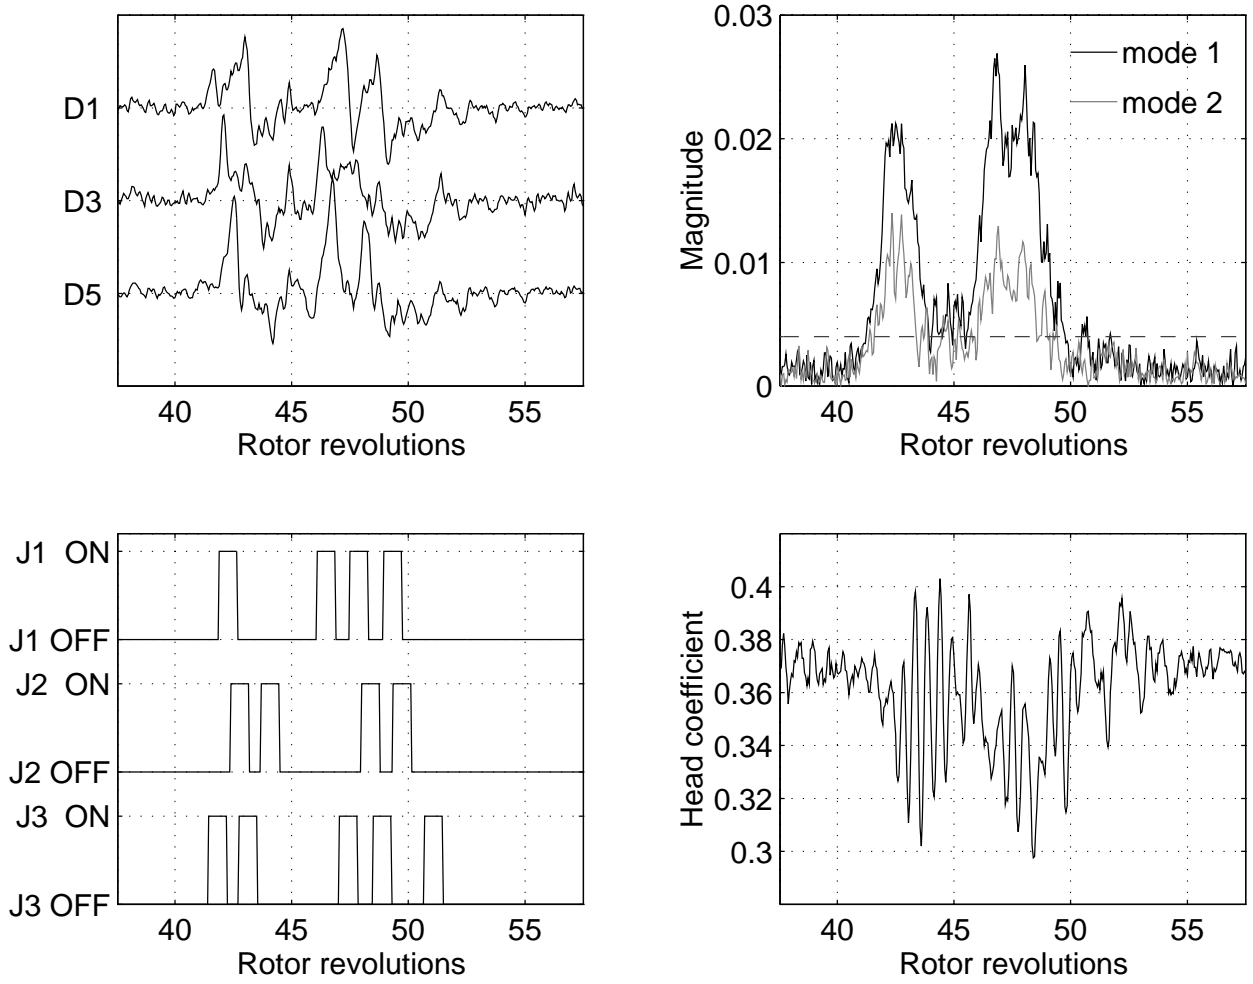 D1
D3
D5
40 45 50 55
Rotor revolutions
0.03
0.02
0.01
0
Magnitude
mode 1
mode 2
40 45 50 55
Rotor revolutions
J1 ON
J1 OFF
J2 ON
J2 OFF
J3 ON
J3 OFF
40 45 50 55
Rotor revolutions
0.4
0.38
0.36
0.34
0.32
0.3
Head coefficient
40 45 50 55
Rotor revolutions